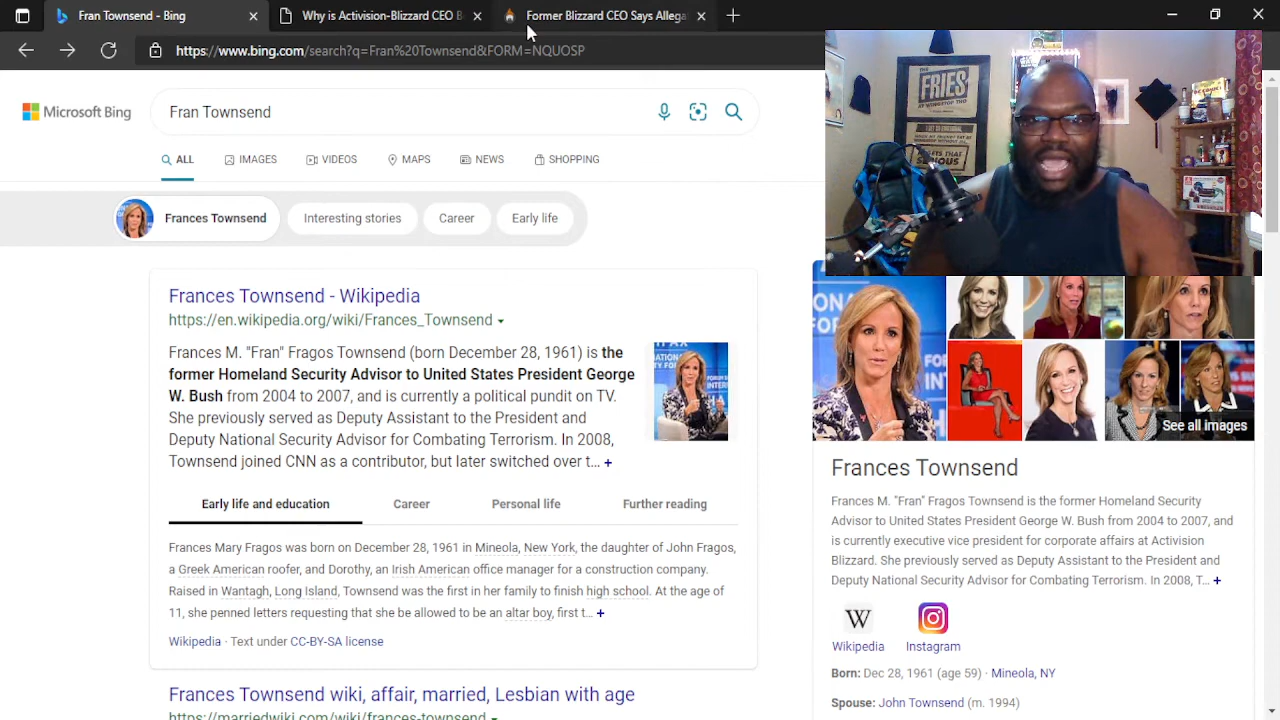 Fran Townsend - Bing
Why is Activision-Blizzard CEO B
Former Blizzard CEO Says Allega
https://www.bing.com/search?q=Fran%20Townsend&FORM=NQUOSP
Microsoft Bing
Fran Townsend
ALL
IMAGES
VIDEOS
MAPS
NEWS
SHOPPING
Frances Townsend
Interesting stories
Career
Early life
FRIES
SERIOUS
Frances Townsend - Wikipedia
https://en.wikipedia.org/wiki/Frances_Townsend
Frances M. "Fran" Fragos Townsend (born December 28, 1961) is the
former Homeland Security Advisor to United States President George
W. Bush from 2004 to 2007, and is currently a political pundit on TV.
She previously served as Deputy Assistant to the President and
Deputy National Security Advisor for Combating Terrorism. In 2008,
Townsend joined CNN as a contributor, but later switched over t... +
Early life and education
Career
Personal life
Further reading
Frances Mary Fragos was born on December 28, 1961 in Mineola, New York, the daughter of John Fragos,
a Greek American roofer, and Dorothy, an Irish American office manager for a construction company.
Raised in Wantagh, Long Island, Townsend was the first in her family to finish high school. At the age of
11, she penned letters requesting that she be allowed to be an altar boy, first t... +
Wikipedia · Text under CC-BY-SA license
Frances Townsend wiki, affair, married, Lesbian with age
https://marriedwiki.com/wiki/frances-townsend
See all images
Frances Townsend
Frances M. "Fran" Fragos Townsend is the former Homeland Security
Advisor to United States President George W. Bush from 2004 to 2007, and
is currently executive vice president for corporate affairs at Activision
Blizzard. She previously served as Deputy Assistant to the President and
Deputy National Security Advisor for Combating Terrorism. In 2008, T... +
Wikipedia
Instagram
Born: Dec 28, 1961 (age 59) · Mineola, NY
Spouse: John Townsend (m. 1994)